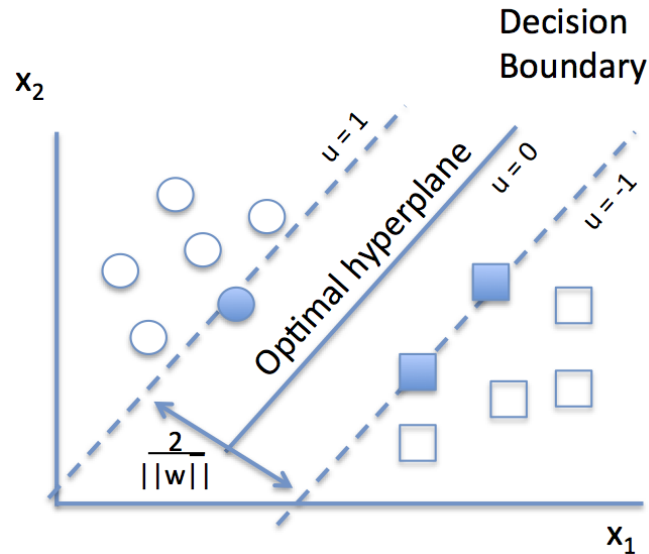 Decision
Boundary
x₂
u = 1
Optimal hyperplane
u = 0
u = -1
2
||w̄||
x₁